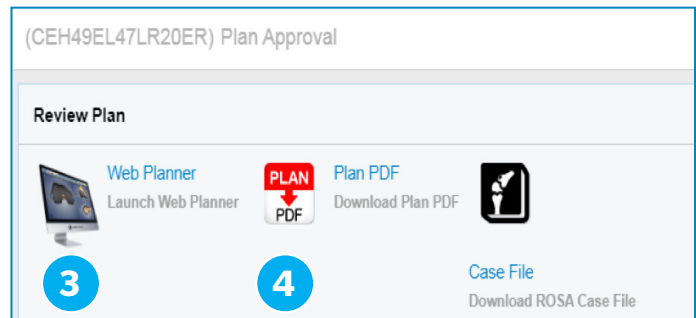 (CEH49EL47LR20ER) Plan Approval
Review Plan
Web Planner
Launch Web Planner
PLAN
PDF
Plan PDF
Download Plan PDF
3
4
Case File
Download ROSA Case File